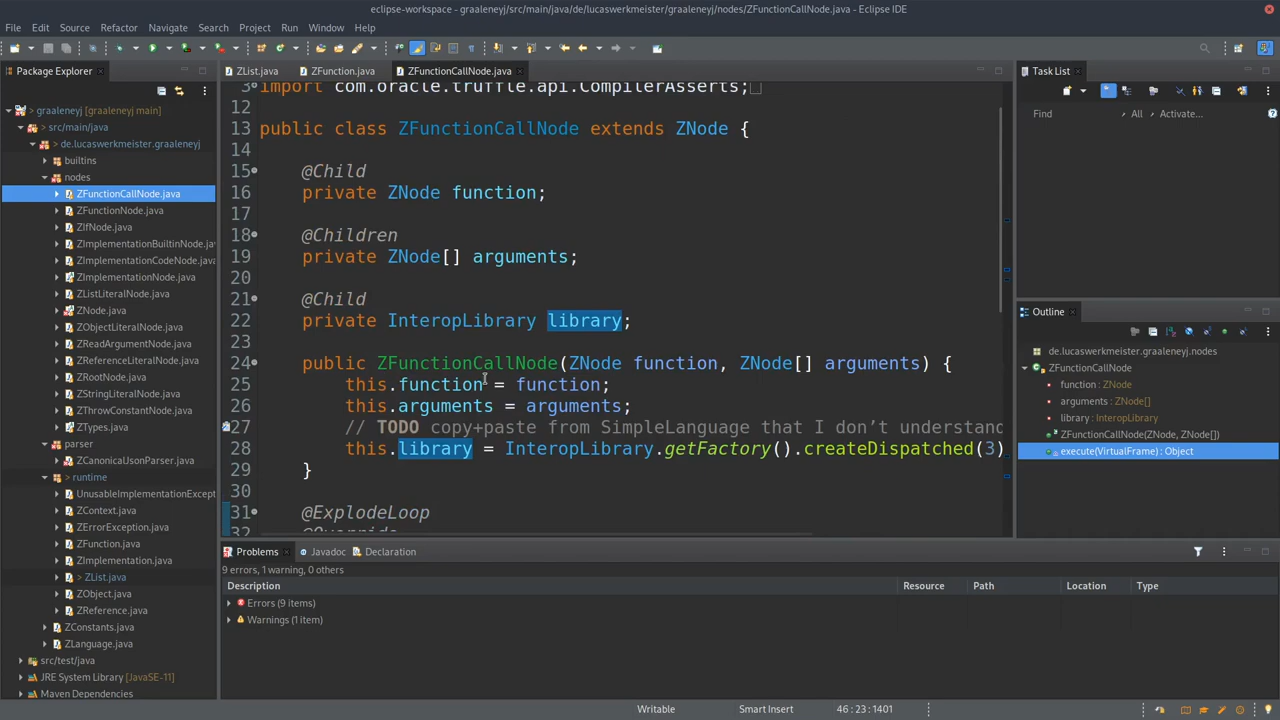 eclipse-workspace - graaleneyj/src/main/java/de/lucaswerkmeister/graaleneyj/nodes/ZFunctionCallNode.java - Eclipse IDE
File Edit Source Refactor Navigate Search Project Run Window Help
Package Explorer
> graaleneyj [graaleneyj main]
src/main/java
de.lucaswerkmeister.graaleneyj
builtins
nodes
ZFunctionCallNode.java
ZFunctionNode.java
ZIfNode.java
ZImplementationBuiltinNode.java
ZImplementationCodeNode.java
ZImplementationNode.java
ZListLiteralNode.java
ZNode.java
ZObjectLiteralNode.java
ZReadArgumentNode.java
ZReferenceLiteralNode.java
ZRootNode.java
ZStringLiteralNode.java
ZThrowConstantNode.java
ZTypes.java
parser
ZCanonicalJsonParser.java
> runtime
UnusableImplementationExcept
ZContext.java
ZErrorException.java
ZFunction.java
ZImplementation.java
> ZList.java
ZObject.java
ZReference.java
ZConstants.java
ZLanguage.java
src/test/java
JRE System Library [JavaSE-11]
Maven Dependencies
ZList.java ZFunction.java ZFunctionCallNode.java
3 import com.oracle.truffle.api.CompilerAsserts;
12
13 public class ZFunctionCallNode extends ZNode {
14
15 @Child
16 private ZNode function;
17
18 @Children
19 private ZNode[] arguments;
20
21 @Child
22 private InteropLibrary library;
23
24 public ZFunctionCallNode(ZNode function, ZNode[] arguments) {
25 this.function = function;
26 this.arguments = arguments;
27 // TODO copy+paste from SimpleLanguage that I don’t understand
28 this.library = InteropLibrary.getFactory().createDispatched(3)
29 }
30
31 @ExplodeLoop
32 @Override
Problems Javadoc Declaration
9 errors, 1 warning, 0 others
Description Resource Path Location Type
Errors (9 items)
Warnings (1 item)
Task List
Find All Activate...
Outline
de.lucaswerkmeister.graaleneyj.nodes
ZFunctionCallNode
function : ZNode
arguments : ZNode[]
library : InteropLibrary
ZFunctionCallNode(ZNode, ZNode[])
execute(VirtualFrame) : Object
Writable Smart Insert 46 : 23 : 1401